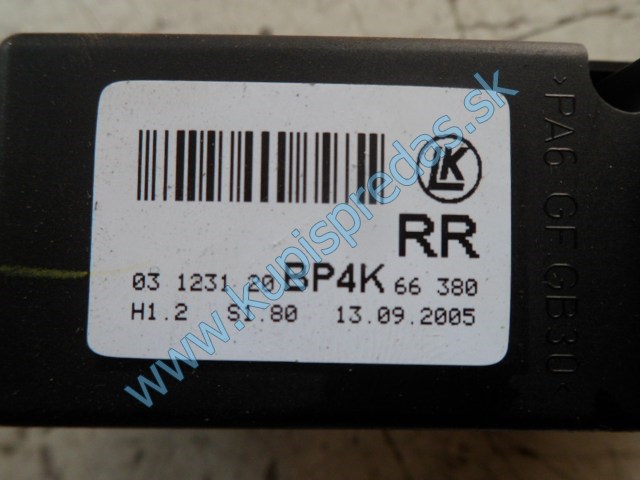 LK
RR
03 1231 20 BP4K 66 380
H1.2 S1.80 13.09.2005
>PA6 GF GB30<
www.kupispredas.sk